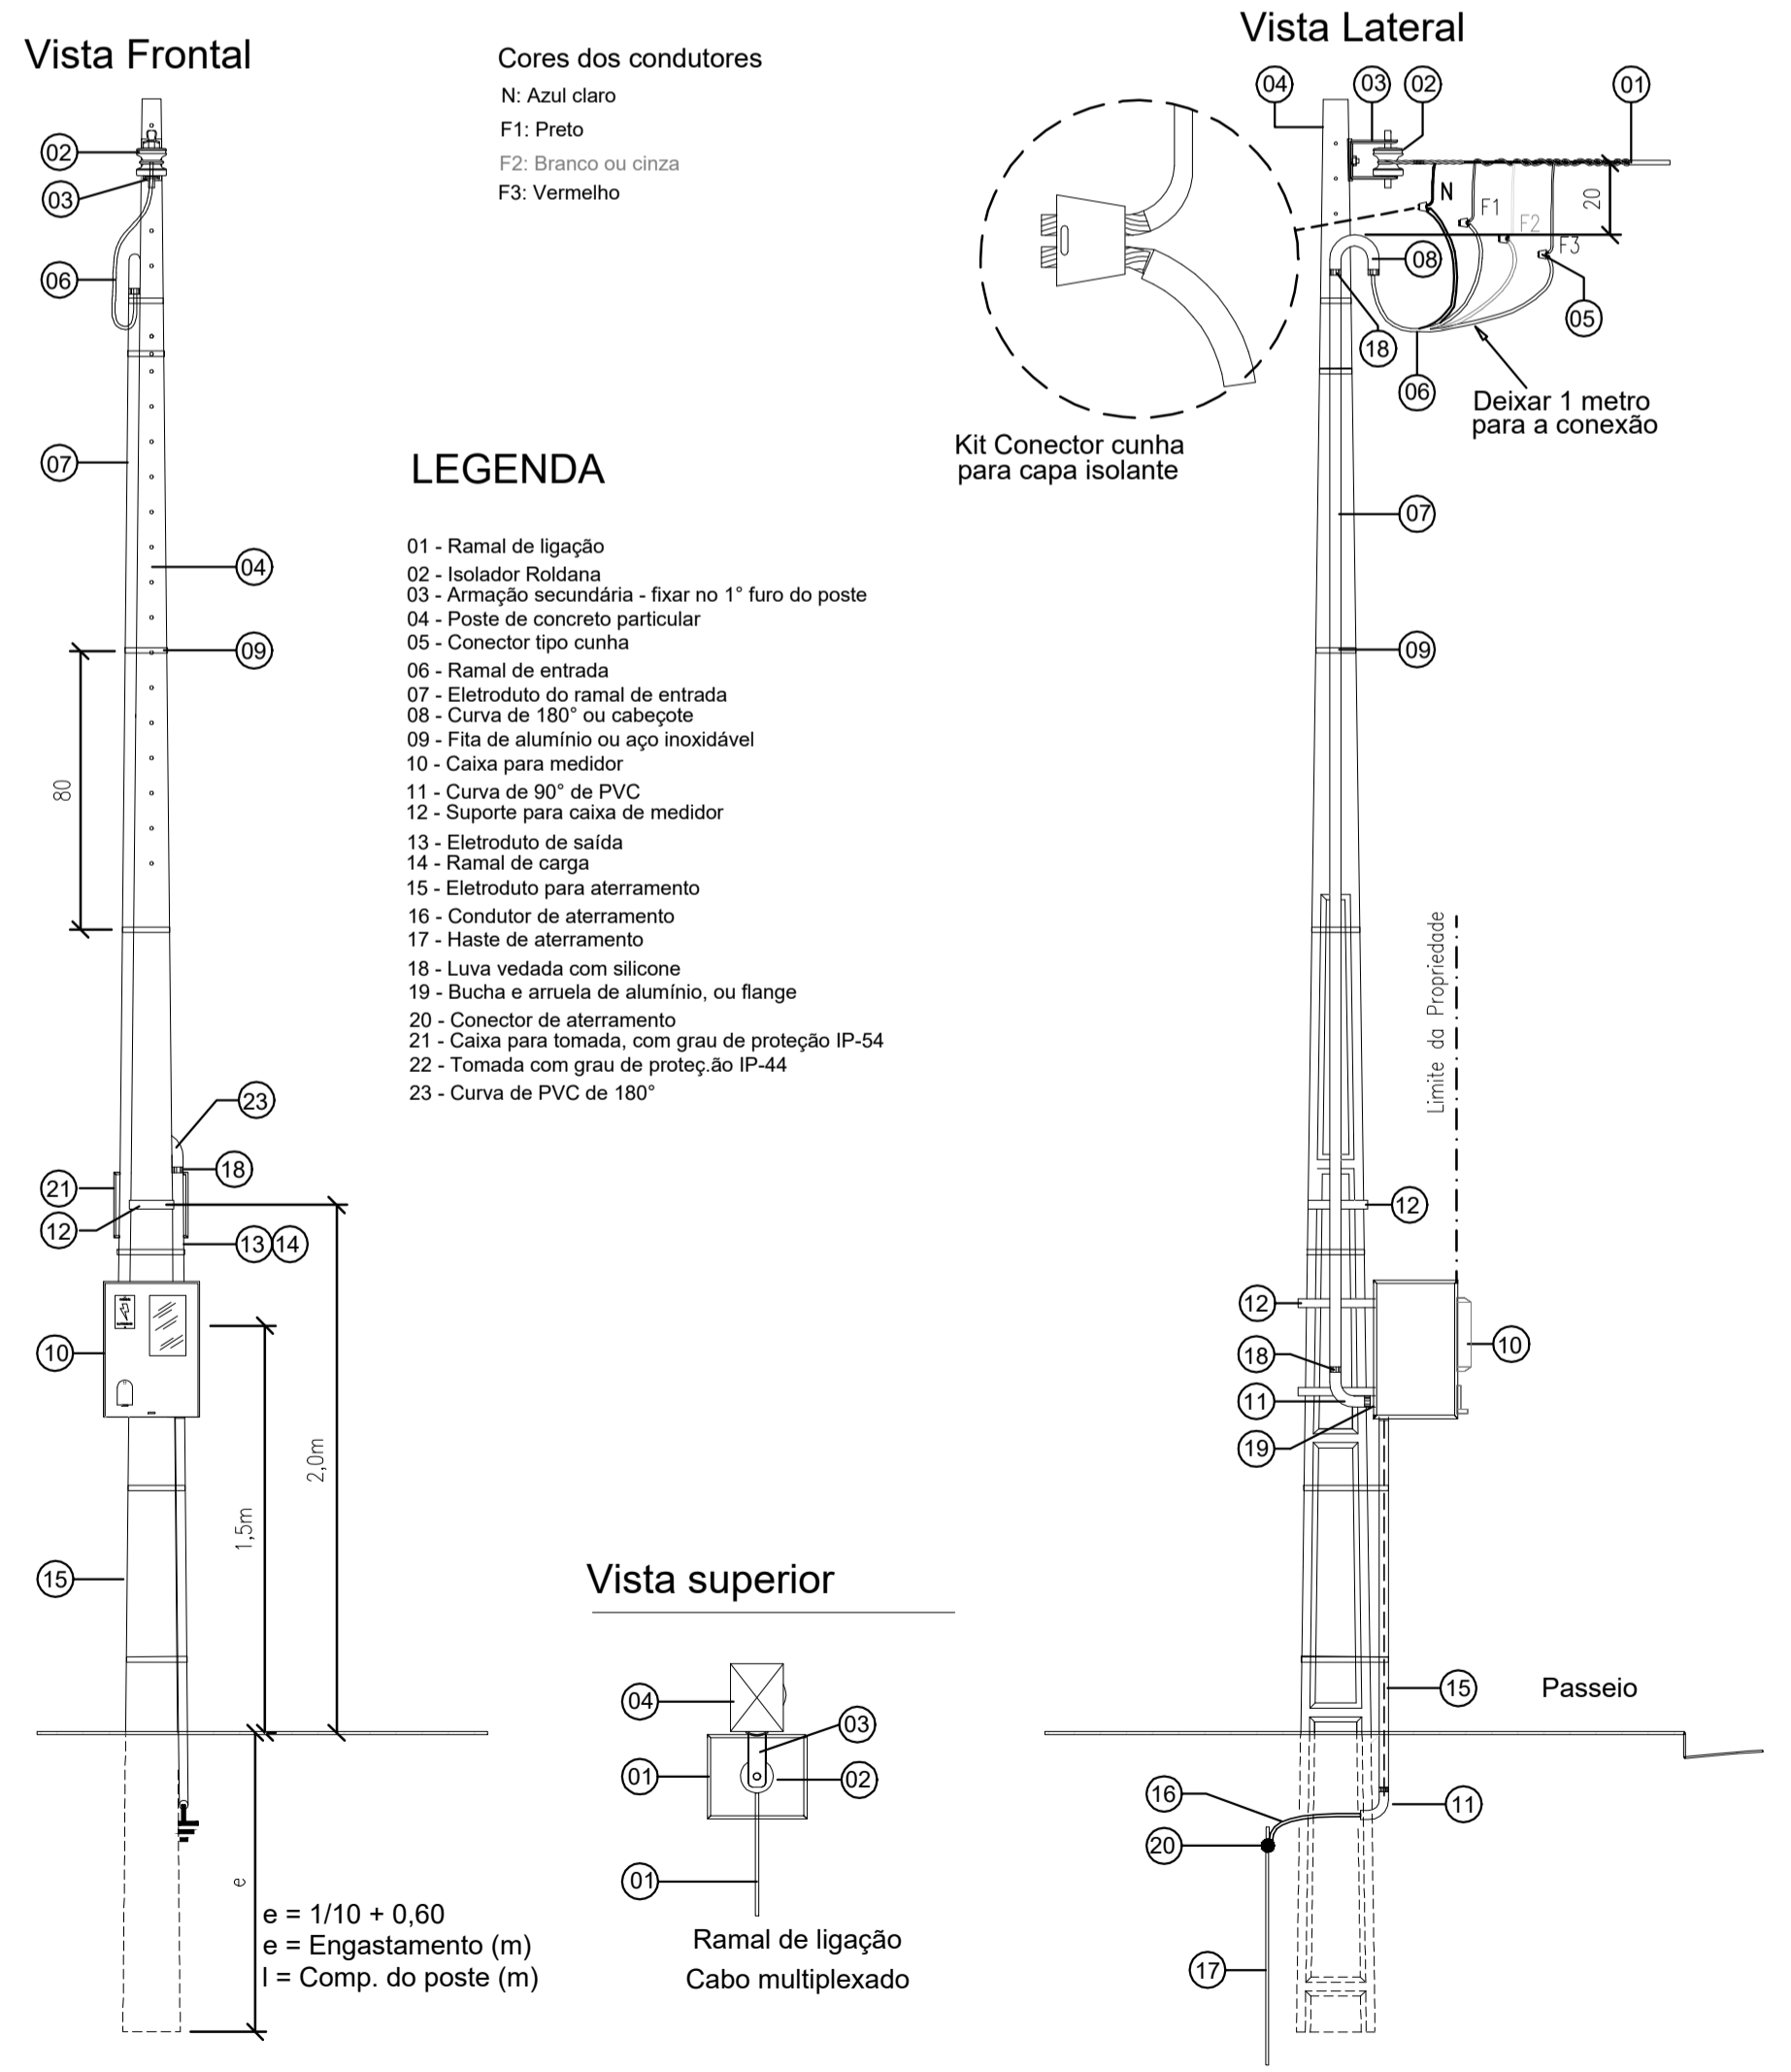 Vista Frontal
02
03
06
07
04
09
80
23
18
21
12
13
14
10
2,0m
1,5m
15
e
e = 1/10 + 0,60
e = Engastamento (m)
l = Comp. do poste (m)
Cores dos condutores
N: Azul claro
F1: Preto
F2: Branco ou cinza
F3: Vermelho
LEGENDA
01 - Ramal de ligação
02 - Isolador Roldana
03 - Armação secundária - fixar no 1° furo do poste
04 - Poste de concreto particular
05 - Conector tipo cunha
06 - Ramal de entrada
07 - Eletroduto do ramal de entrada
08 - Curva de 180° ou cabeçote
09 - Fita de alumínio ou aço inoxidável
10 - Caixa para medidor
11 - Curva de 90° de PVC
12 - Suporte para caixa de medidor
13 - Eletroduto de saída
14 - Ramal de carga
15 - Eletroduto para aterramento
16 - Condutor de aterramento
17 - Haste de aterramento
18 - Luva vedada com silicone
19 - Bucha e arruela de alumínio, ou flange
20 - Conector de aterramento
21 - Caixa para tomada, com grau de proteção IP-54
22 - Tomada com grau de proteç.ão IP-44
23 - Curva de PVC de 180°
Vista superior
04
03
01
02
01
Ramal de ligação
Cabo multiplexado
Vista Lateral
04
03
02
01
N
F1
F2
F3
20
08
05
18
06
Deixar 1 metro
para a conexão
Kit Conector cunha
para capa isolante
07
09
Limite da Propriedade
12
12
10
18
11
19
15
Passeio
16
11
20
17